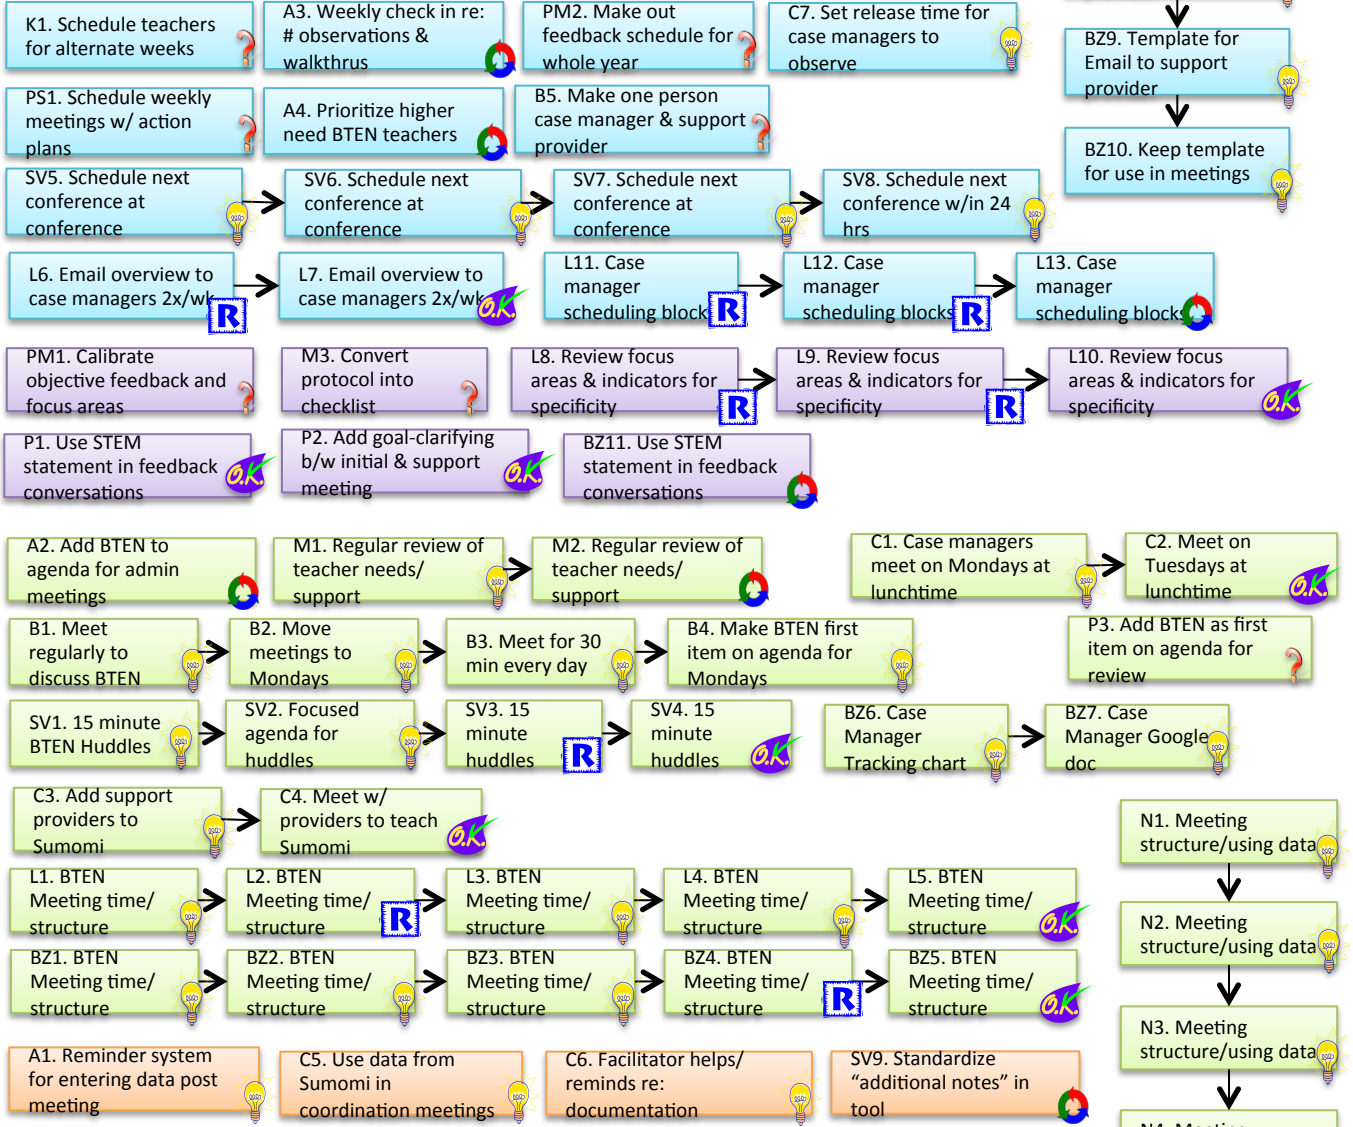 K1. Schedule teachers
for alternate weeks
A3. Weekly check in re:
# observations &
walkthrus
PM2. Make out
feedback schedule for
whole year
C7. Set release time for
case managers to
observe
BZ9. Template for
Email to support
provider
PS1. Schedule weekly
meetings w/ action
plans
A4. Prioritize higher
need BTEN teachers
B5. Make one person
case manager & support
provider
BZ10. Keep template
for use in meetings
SV5. Schedule next
conference at
conference
SV6. Schedule next
conference at
conference
SV7. Schedule next
conference at
conference
SV8. Schedule next
conference w/in 24
hrs
L6. Email overview to
case managers 2x/wk
R
L7. Email overview to
case managers 2x/wk
O.K.
L11. Case
manager
scheduling block
R
L12. Case
manager
scheduling blocks
R
L13. Case
manager
scheduling blocks
PM1. Calibrate
objective feedback and
focus areas
M3. Convert
protocol into
checklist
L8. Review focus
areas & indicators for
specificity
R
L9. Review focus
areas & indicators for
specificity
R
L10. Review focus
areas & indicators for
specificity
O.K.
P1. Use STEM
statement in feedback
conversations
O.K.
P2. Add goal-clarifying
b/w initial & support
meeting
O.K.
BZ11. Use STEM
statement in feedback
conversations
A2. Add BTEN to
agenda for admin
meetings
M1. Regular review of
teacher needs/
support
M2. Regular review of
teacher needs/
support
C1. Case managers
meet on Mondays at
lunchtime
C2. Meet on
Tuesdays at
lunchtime
O.K.
B1. Meet
regularly to
discuss BTEN
B2. Move
meetings to
Mondays
B3. Meet for 30
min every day
B4. Make BTEN first
item on agenda for
Mondays
P3. Add BTEN as first
item on agenda for
review
SV1. 15 minute
BTEN Huddles
SV2. Focused
agenda for
huddles
SV3. 15
minute
huddles
R
SV4. 15
minute
huddles
O.K.
BZ6. Case
Manager
Tracking chart
BZ7. Case
Manager Google
doc
C3. Add support
providers to
Sumomi
C4. Meet w/
providers to teach
Sumomi
O.K.
N1. Meeting
structure/using data
L1. BTEN
Meeting time/
structure
L2. BTEN
Meeting time/
structure
R
L3. BTEN
Meeting time/
structure
L4. BTEN
Meeting time/
structure
L5. BTEN
Meeting time/
structure
O.K.
N2. Meeting
structure/using data
BZ1. BTEN
Meeting time/
structure
BZ2. BTEN
Meeting time/
structure
BZ3. BTEN
Meeting time/
structure
BZ4. BTEN
Meeting time/
structure
R
BZ5. BTEN
Meeting time/
structure
O.K.
N3. Meeting
structure/using data
A1. Reminder system
for entering data post
meeting
C5. Use data from
Sumomi in
coordination meetings
C6. Facilitator helps/
reminds re:
documentation
SV9. Standardize
“additional notes” in
tool
N4. Meeting